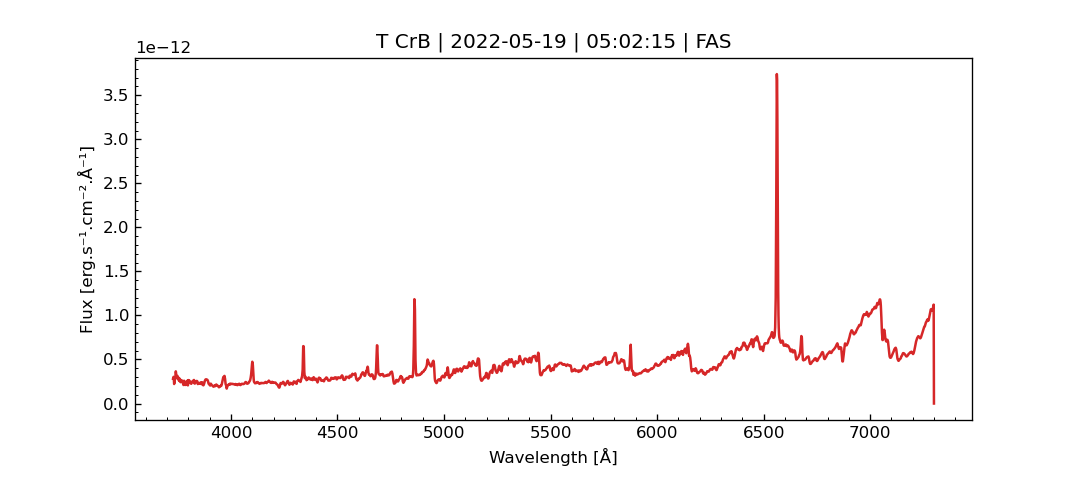 T CrB | 2022-05-19 | 05:02:15 | FAS
1e−12
Flux [erg.s⁻¹.cm⁻².Å⁻¹]
3.5
3.0
2.5
2.0
1.5
1.0
0.5
0.0
4000 4500 5000 5500 6000 6500 7000
Wavelength [Å]